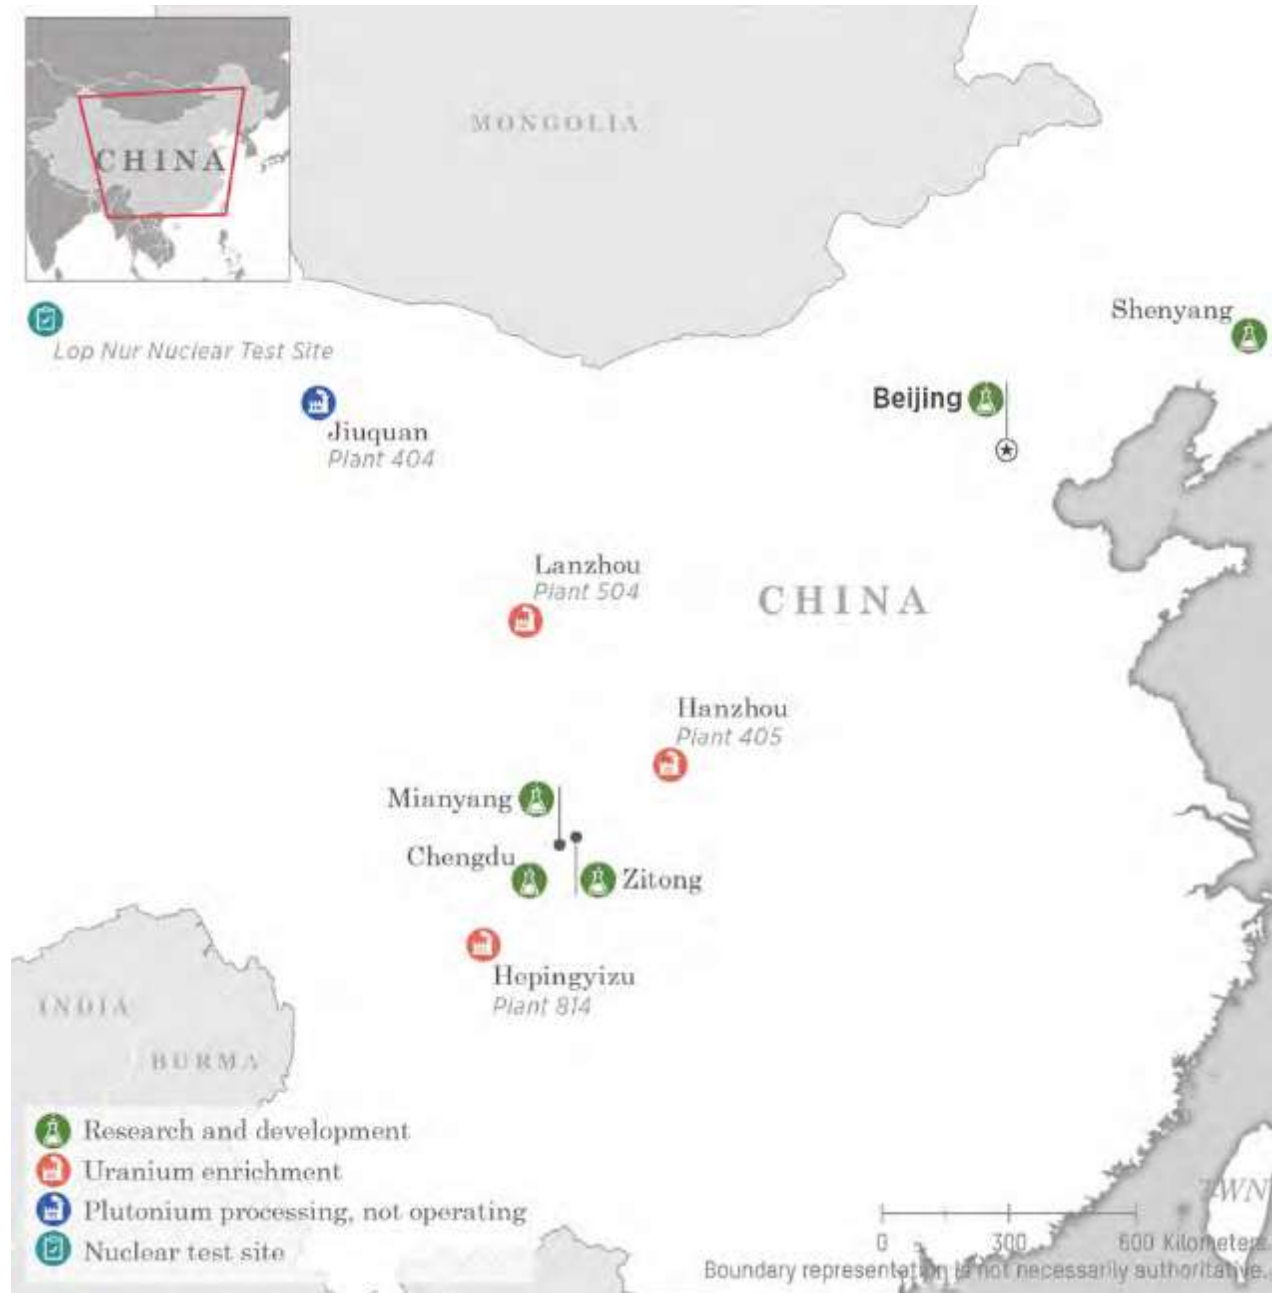 CHINA
MONGOLIA
Lop Nur Nuclear Test Site
Shenyang
Beijing
Jiuquan
Plant 404
Lanzhou
Plant 504
CHINA
Hanzhou
Plant 405
Mianyang
Chengdu
Zitong
Hepingyizu
Plant 814
INDIA
BURMA
Research and development
Uranium enrichment
Plutonium processing, not operating
Nuclear test site
TWN
0 300 600 Kilometers
Boundary representation is not necessarily authoritative.